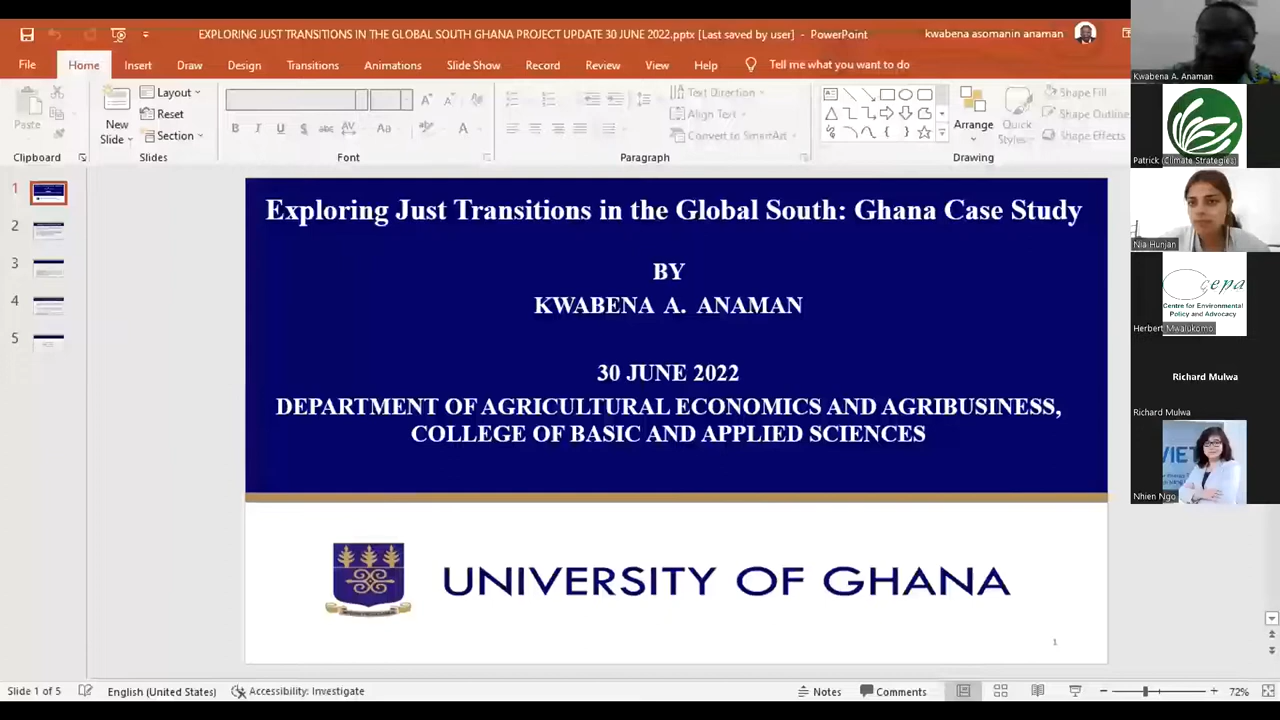 EXPLORING JUST TRANSITIONS IN THE GLOBAL SOUTH GHANA PROJECT UPDATE 30 JUNE 2022.pptx [Last saved by user] - PowerPoint
kwabena asomanin anaman
File Home Insert Draw Design Transitions Animations Slide Show Record Review View Help Tell me what you want to do
Paste
Clipboard
New
Slide
Layout
Reset
Section
Slides
Font
Text Direction
Align Text
Convert to SmartArt
Paragraph
Arrange
Quick
Styles
Shape Fill
Shape Outline
Shape Effects
Drawing
1
2
3
4
5
Exploring Just Transitions in the Global South: Ghana Case Study
BY
KWABENA A. ANAMAN
30 JUNE 2022
DEPARTMENT OF AGRICULTURAL ECONOMICS AND AGRIBUSINESS,
COLLEGE OF BASIC AND APPLIED SCIENCES
UNIVERSITY OF GHANA
1
Kwabena A. Anaman
Patrick (Climate Strategies)
Nia Hunjan
cepa
Centre for Environmental
Policy and Advocacy
Herbert Mwalukomo
Richard Mulwa
Richard Mulwa
VIET
Nhien Ngo
Slide 1 of 5
English (United States)
Accessibility: Investigate
Notes
Comments
72%